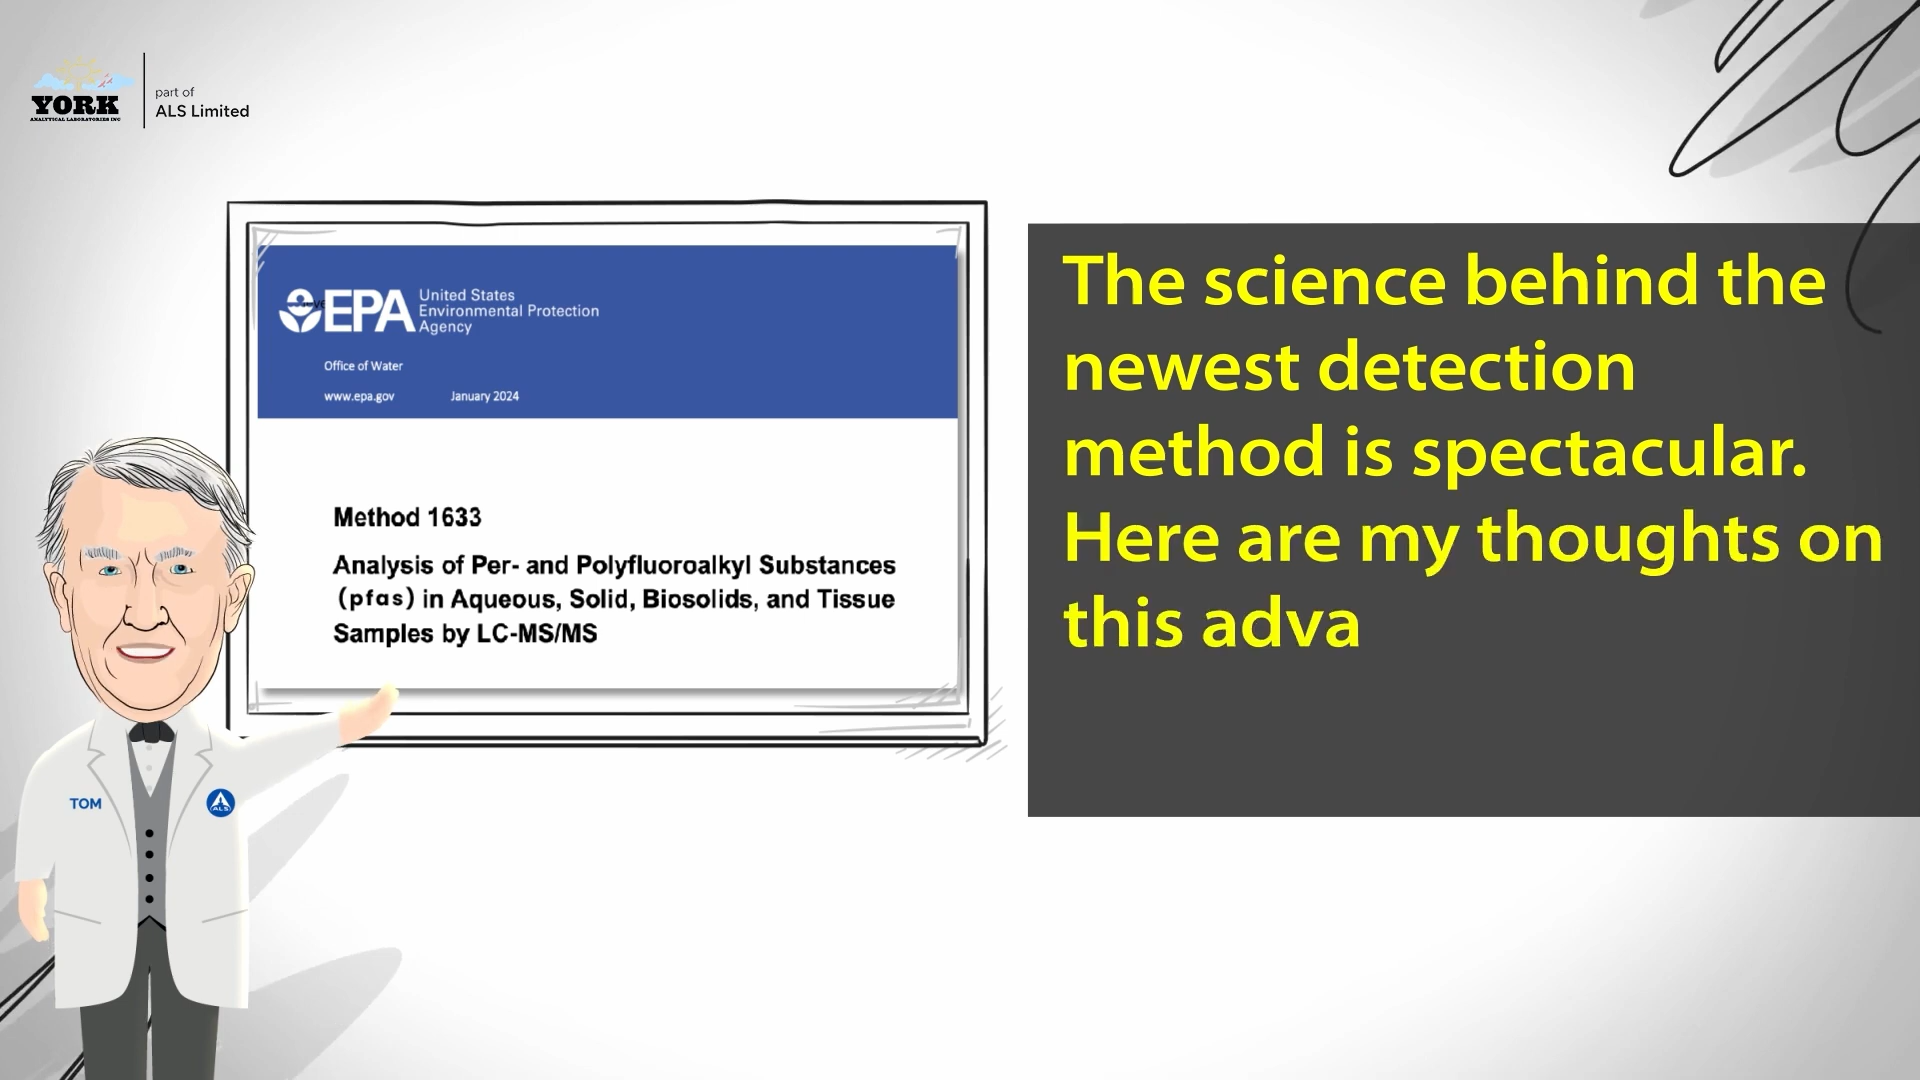 YORK
ANALYTICAL LABORATORIES INC
part of
ALS Limited
EPA
United States
Environmental Protection
Agency
Office of Water
www.epa.gov January 2024
Method 1633
Analysis of Per- and Polyfluoroalkyl Substances
(pfas) in Aqueous, Solid, Biosolids, and Tissue
Samples by LC-MS/MS
The science behind the
newest detection
method is spectacular.
Here are my thoughts on
this adva
TOM
ALS